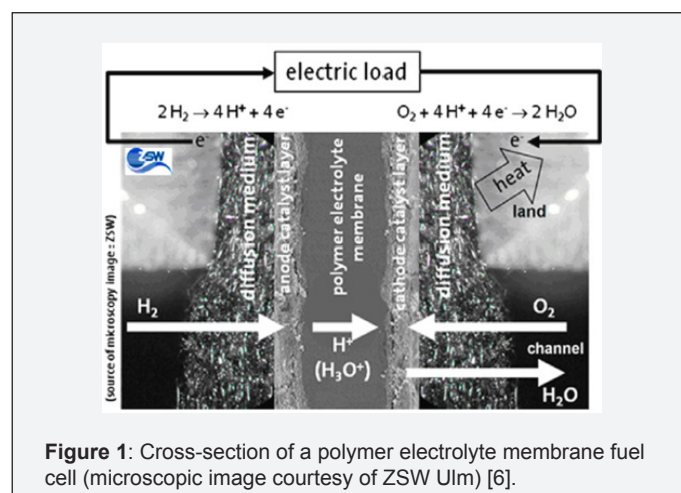 electric load
2 H₂ → 4 H⁺ + 4 e⁻
O₂ + 4 H⁺ + 4 e⁻ → 2 H₂O
e⁻
e⁻
ZSW
heat
land
diffusion medium
anode catalyst layer
polymer electrolyte
membrane
cathode catalyst layer
diffusion medium
(source of microscopy image : ZSW)
H₂
O₂
H⁺
(H₃O⁺)
channel
H₂O
Figure 1: Cross-section of a polymer electrolyte membrane fuel
cell (microscopic image courtesy of ZSW Ulm) [6].